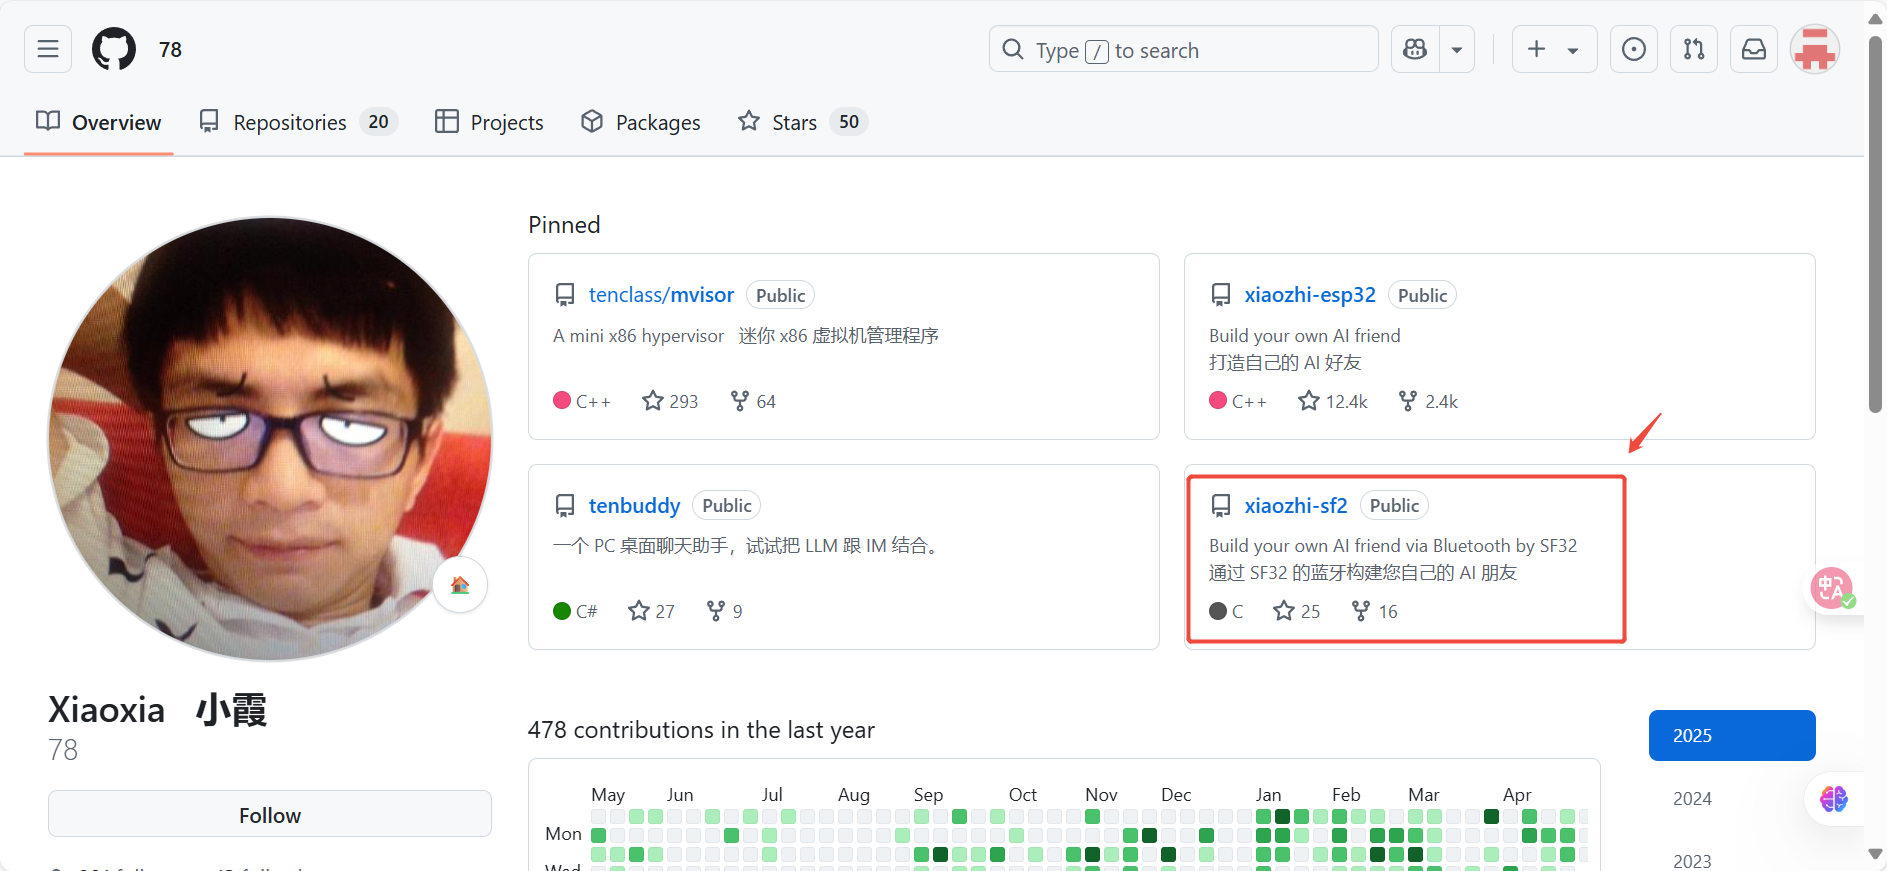 78
Type / to search
Overview
Repositories 20
Projects
Packages
Stars 50
Pinned
tenclass/mvisor Public
A mini x86 hypervisor 迷你 x86 虚拟机管理程序
C++ 293 64
xiaozhi-esp32 Public
Build your own AI friend
打造自己的 AI 好友
C++ 12.4k 2.4k
tenbuddy Public
一个 PC 桌面聊天助手，试试把 LLM 跟 IM 结合。
C# 27 9
xiaozhi-sf2 Public
Build your own AI friend via Bluetooth by SF32
通过 SF32 的蓝牙构建您自己的 AI 朋友
C 25 16
中A
Xiaoxia 小霞
78
Follow
478 contributions in the last year
May Jun Jul Aug Sep Oct Nov Dec Jan Feb Mar Apr
Mon
Wed
2025
2024
2023